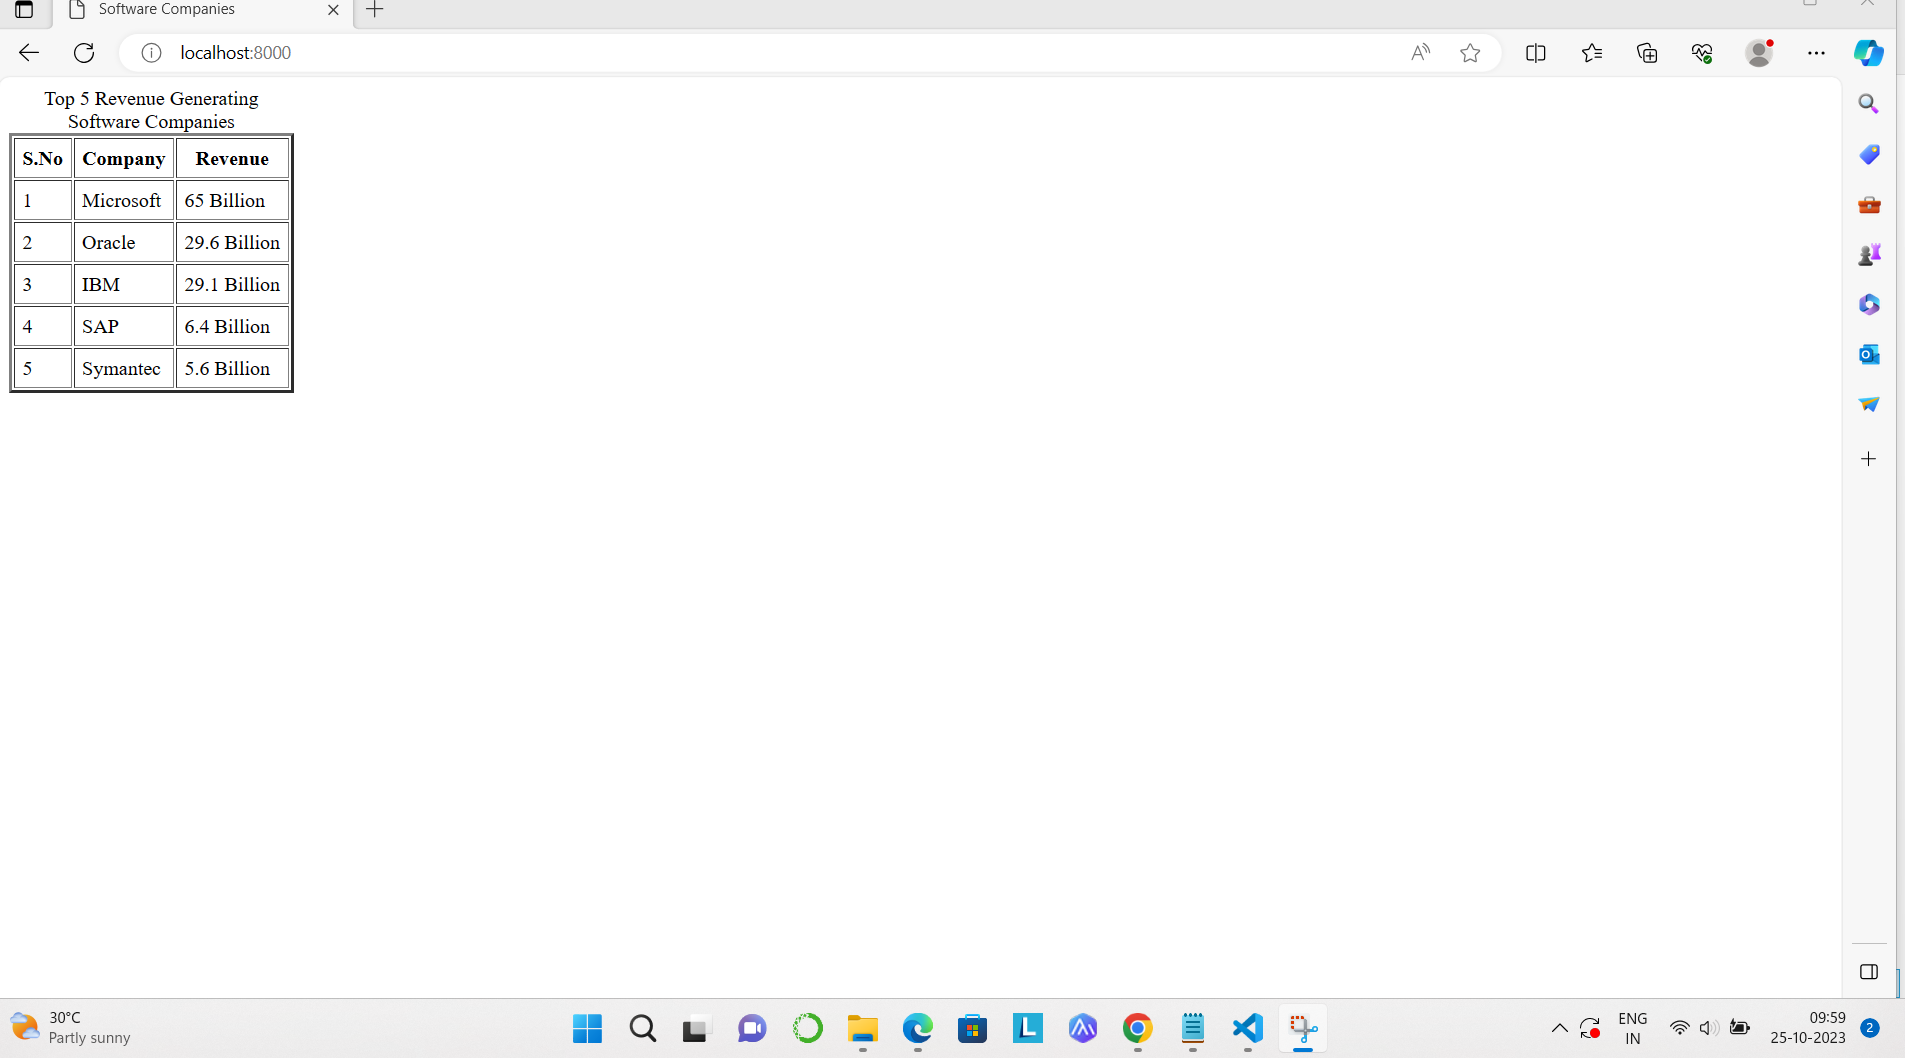 Software Companies
localhost:8000
Top 5 Revenue Generating
Software Companies
S.No Company Revenue
1 Microsoft 65 Billion
2 Oracle 29.6 Billion
3 IBM 29.1 Billion
4 SAP 6.4 Billion
5 Symantec 5.6 Billion
30°C
Partly sunny
ENG
IN
09:59
25-10-2023
2